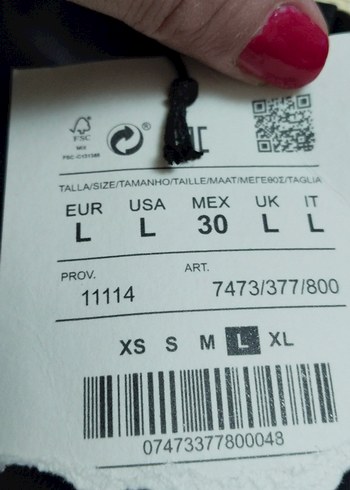 FSC
MIX
TALLA/SIZE/TAMANHO/TAILLE/MAAT/ΜΕΓΕΘΟΣ/TAGLIA
EUR USA MEX UK IT
L L 30 L L
PROV. ART.
11114 7473/377/800
XS S M L XL
07473377800048